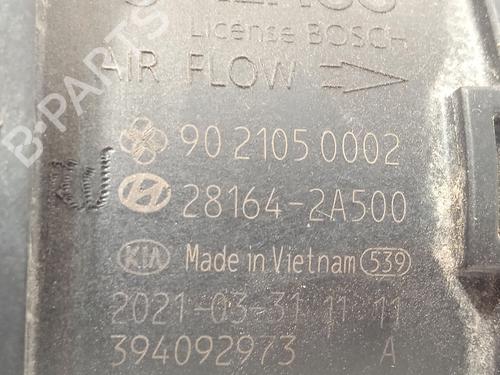 License BOSCH
AIR FLOW
90 2105 0002
28164-2A500
KIA Made in Vietnam 539
2021-03-31 11 11
394092973 A
B-PARTS